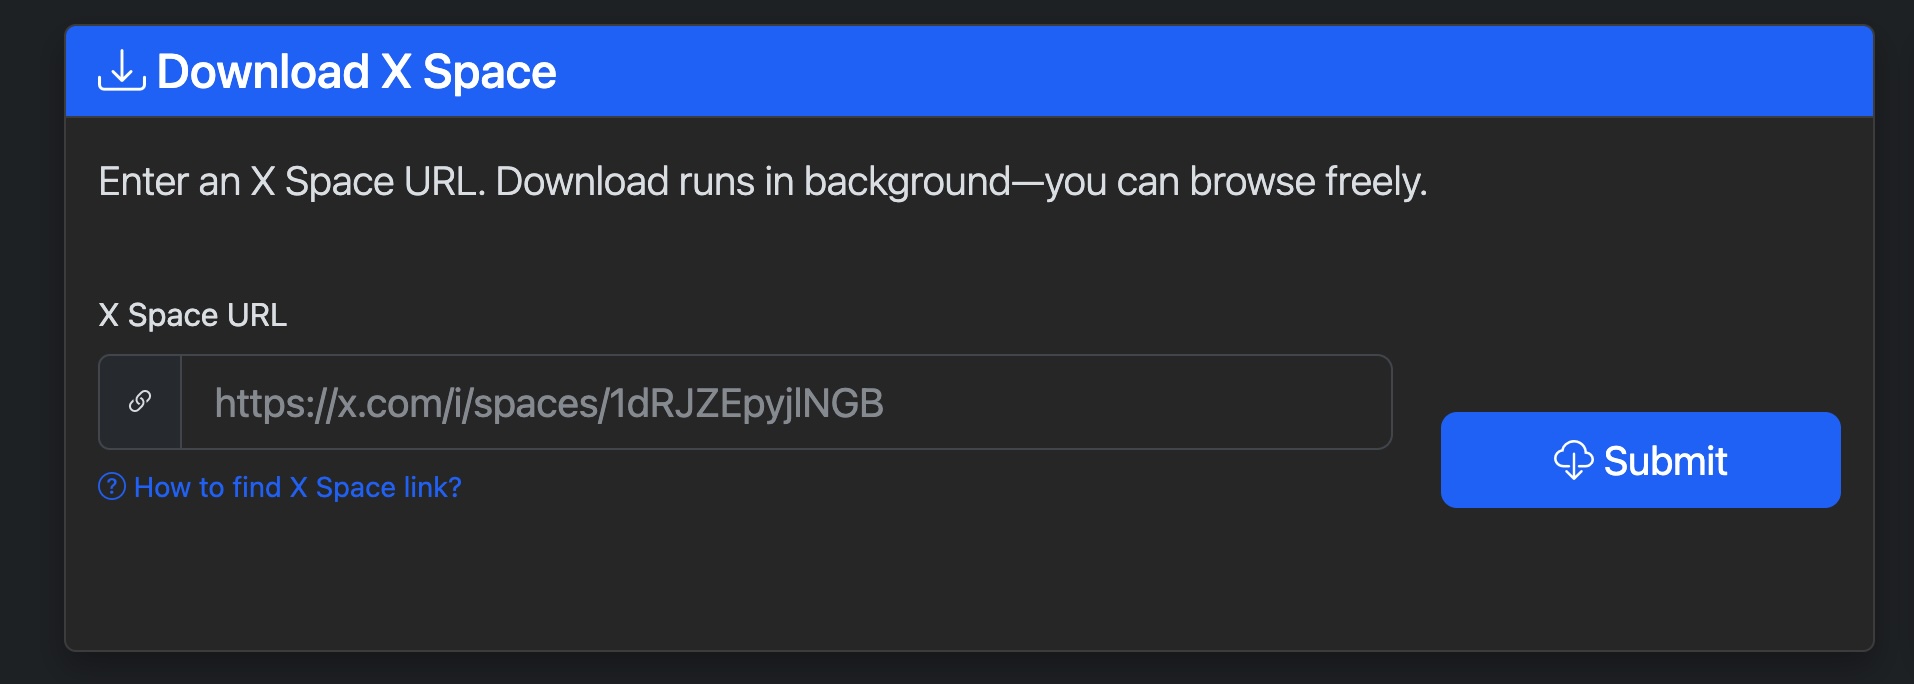 Download X Space
Enter an X Space URL. Download runs in background—you can browse freely.
X Space URL
https://x.com/i/spaces/1dRJZEpyjlNGB
? How to find X Space link?
Submit